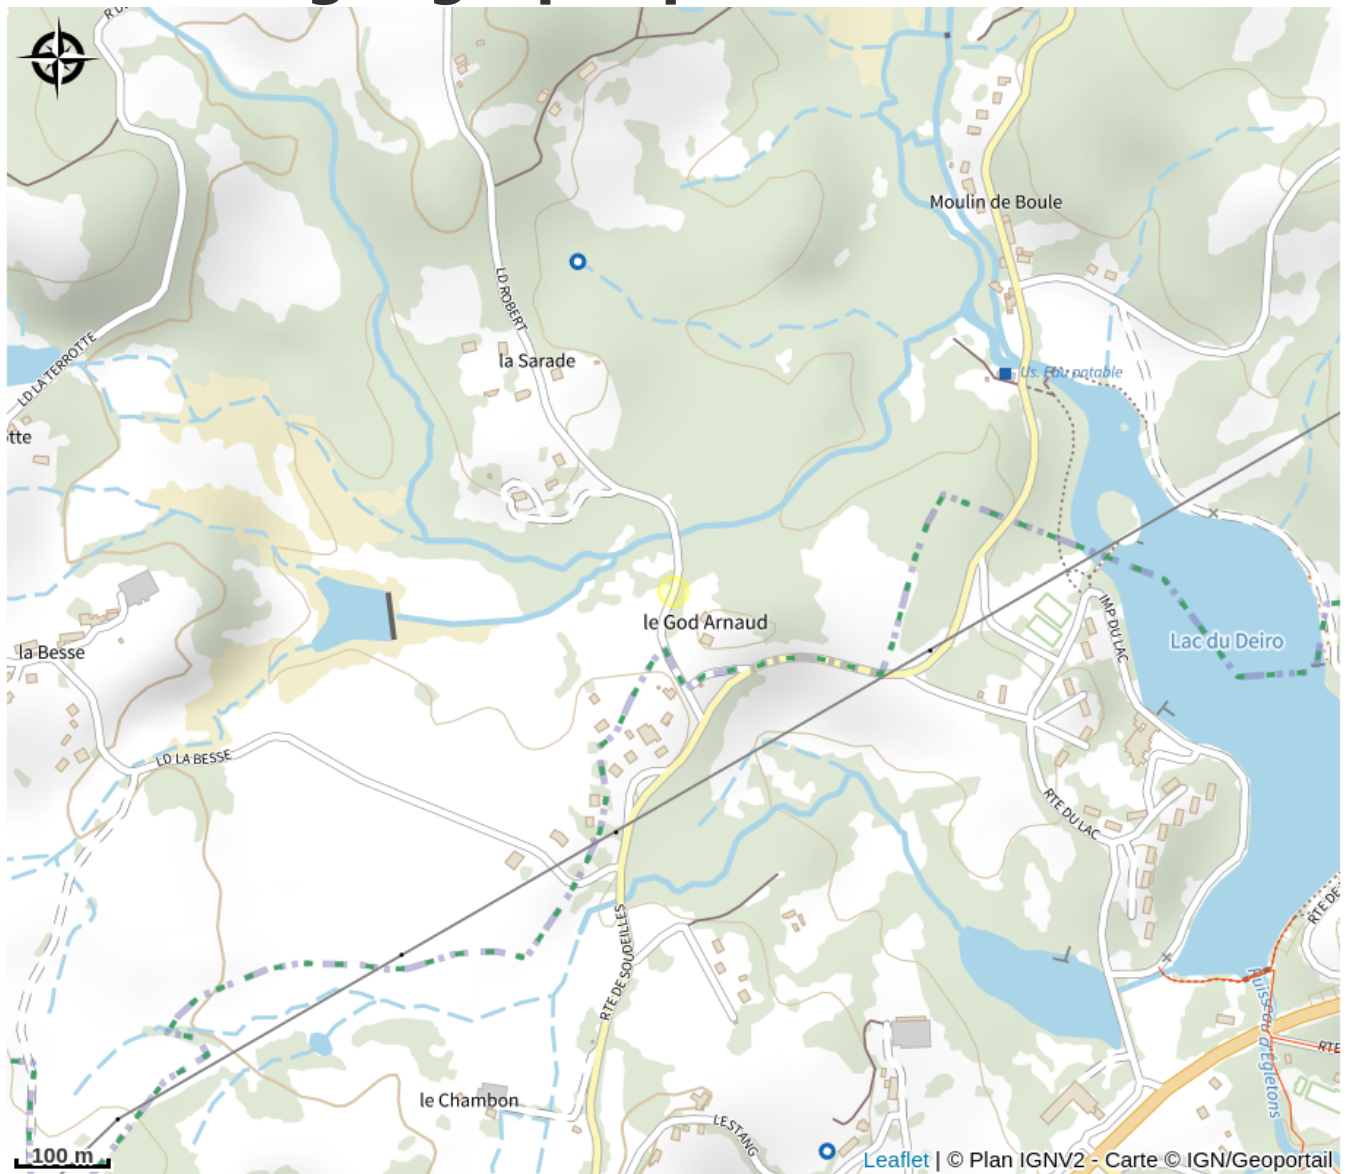 Moulin de Boule
LD ROBERT
LD LA TERROTTE
la Sarade
Us. Eau potable
otte
le God Arnaud
IMP DU LAC
Lac du Deiro
la Besse
LD LA BESSE
RTE DU LAC
RTE DE SOUDEILLES
RTE DE
Ruisseau d'Égletons
RTE
le Chambon
LESTANG
100 m
Leaflet | © Plan IGNV2 - Carte © IGN/Geoportail